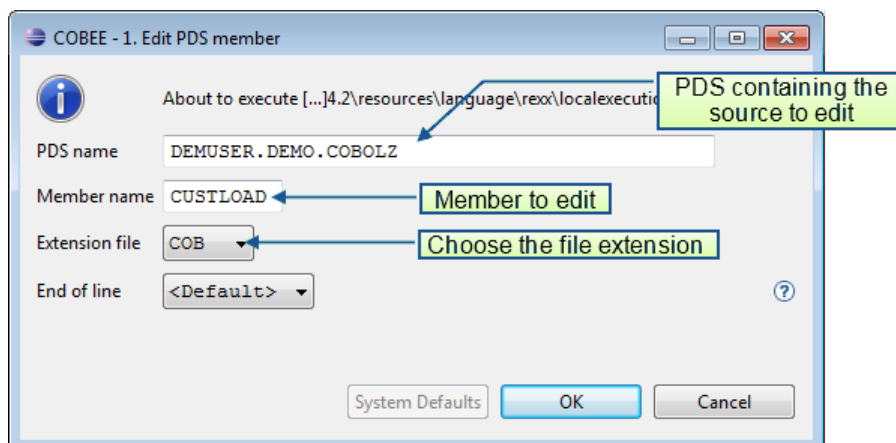 COBEE - 1. Edit PDS member
About to execute [...]4.2\resources\language\rexx\localexecutio
PDS containing the
source to edit
PDS name DEMUSER.DEMO.COBOLZ
Member name CUSTLOAD Member to edit
Extension file COB Choose the file extension
End of line <Default>
System Defaults OK Cancel